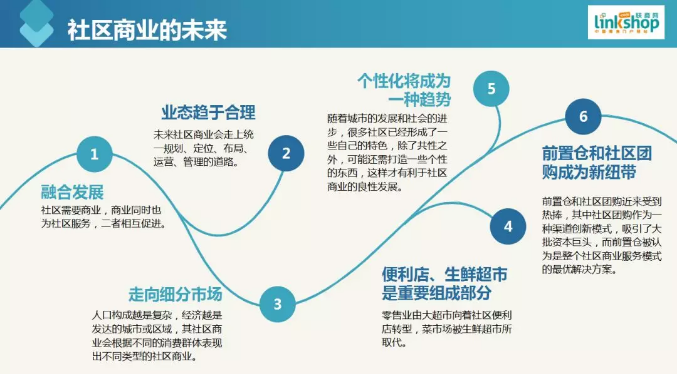 社区商业的未来
联商网
linkshop
1
融合发展
社区需要商业，商业同时也
为社区服务，二者相互促进。
业态趋于合理
未来社区商业会走上统
一规划、定位、布局、
运营、管理的道路。
2
走向细分市场
人口构成越是复杂，经济越是
发达的城市或区域，其社区商
业会根据不同的消费群体表现
出不同类型的社区商业。
3
便利店、生鲜超市
是重要组成部分
零售业由大超市向着社区便利
店转型，菜市场被生鲜超市所
取代。
4
个性化将成为
一种趋势
随着城市的发展和社会的进
步，很多社区已经形成了一
些自己的特色，除了共性之
外，可能还需打造一些个性
的东西，这样才有利于社区
商业的良性发展。
5
6
前置仓和社区团
购成为新纽带
前置仓和社区团购近来受到
热捧，其中社区团购作为一
种渠道创新模式，吸引了大
批资本巨头，而前置仓被认
为是整个社区商业服务模式
的最优解决方案。